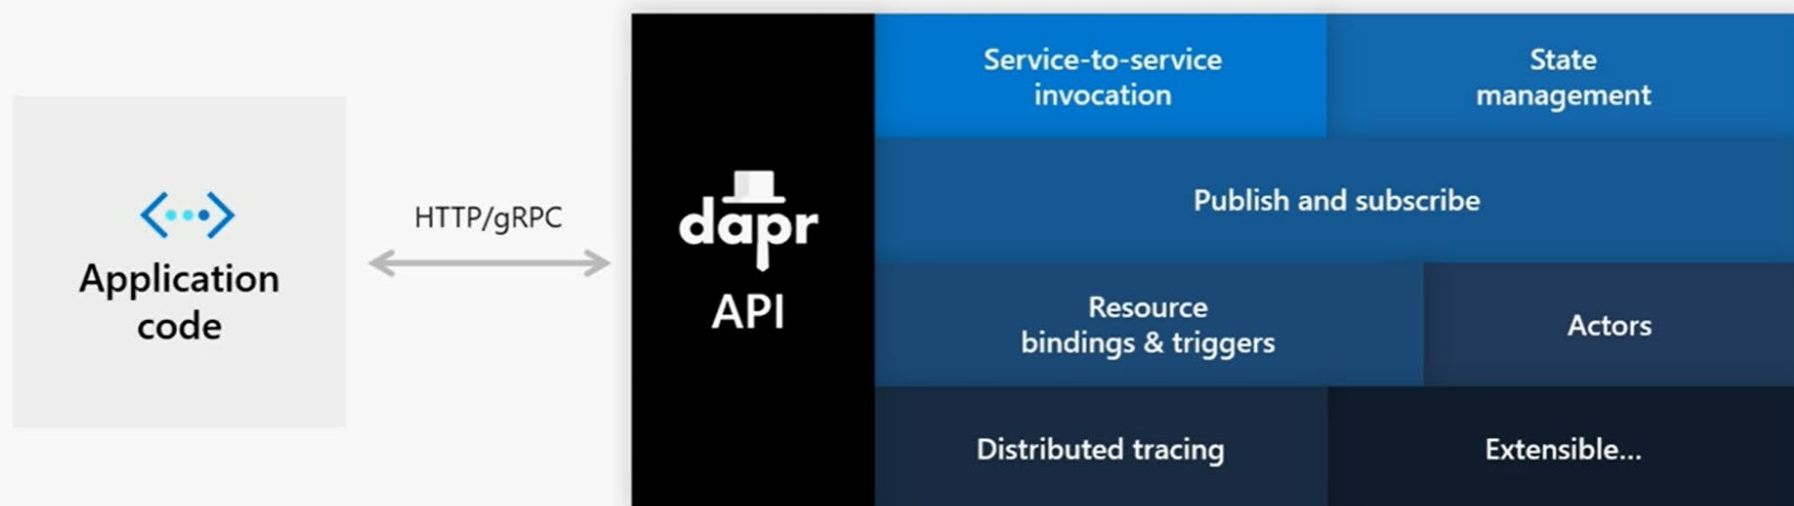 Application
code
HTTP/gRPC
dapr
API
Service-to-service
invocation
State
management
Publish and subscribe
Resource
bindings & triggers
Actors
Distributed tracing
Extensible...